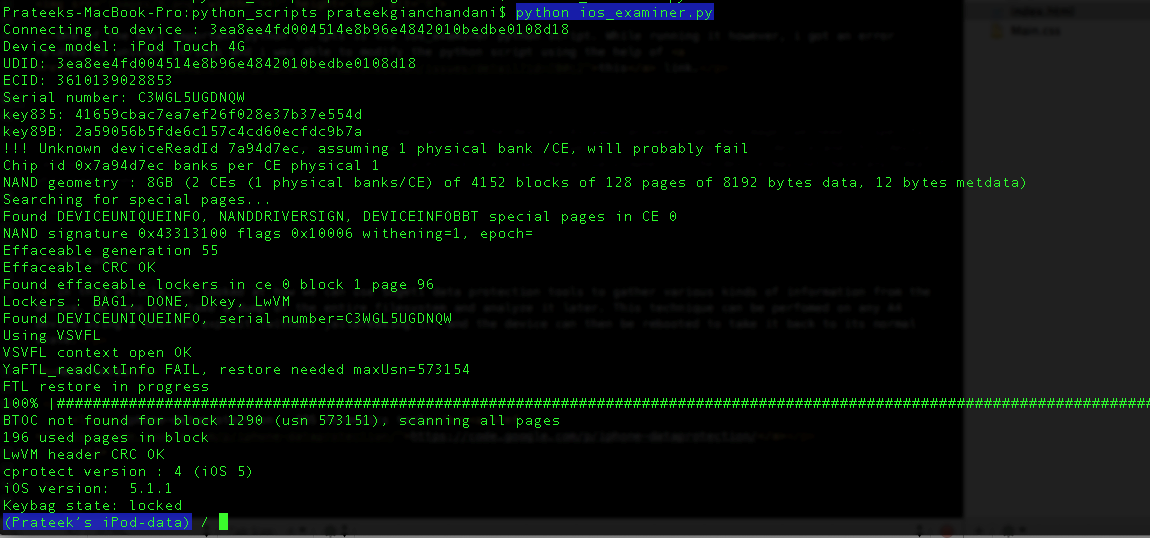 Prateeks-MacBook-Pro:python_scripts prateekgianchandani$ python ios_examiner.py
Connecting to device : 3ea8ee4fd004514e8b96e4842010bedbe0108d18
Device model: iPod Touch 4G
UDID: 3ea8ee4fd004514e8b96e4842010bedbe0108d18
ECID: 3610139028853
Serial number: C3WGL5UGDNQW
key835: 41659cbac7ea7ef26f028e37b37e554d
key89B: 2a59056b5fde6c157c4cd60ecfdc9b7a
!!! Unknown deviceReadId 7a94d7ec, assuming 1 physical bank /CE, will probably fail
Chip id 0x7a94d7ec banks per CE physical 1
NAND geometry : 8GB (2 CEs (1 physical banks/CE) of 4152 blocks of 128 pages of 8192 bytes data, 12 bytes metdata)
Searching for special pages...
Found DEVICEUNIQUEINFO, NANDDRIVERSIGN, DEVICEINFOBBT special pages in CE 0
NAND signature 0x43313100 flags 0x10006 withening=1, epoch=
Effaceable generation 55
Effaceable CRC OK
Found effaceable lockers in ce 0 block 1 page 96
Lockers : BAG1, DONE, Dkey, LwVM
Found DEVICEUNIQUEINFO, serial number=C3WGL5UGDNQW
Using VSVFL
VSVFL context open OK
YaFTL_readCxtInfo FAIL, restore needed maxUsn=573154
FTL restore in progress
100% |##############################################################################################################################
BTOC not found for block 1290 (usn 573151), scanning all pages
196 used pages in block
LwVM header CRC OK
cprotect version : 4 (iOS 5)
iOS version:  5.1.1
Keybag state: locked
(Prateek's iPod-data) /